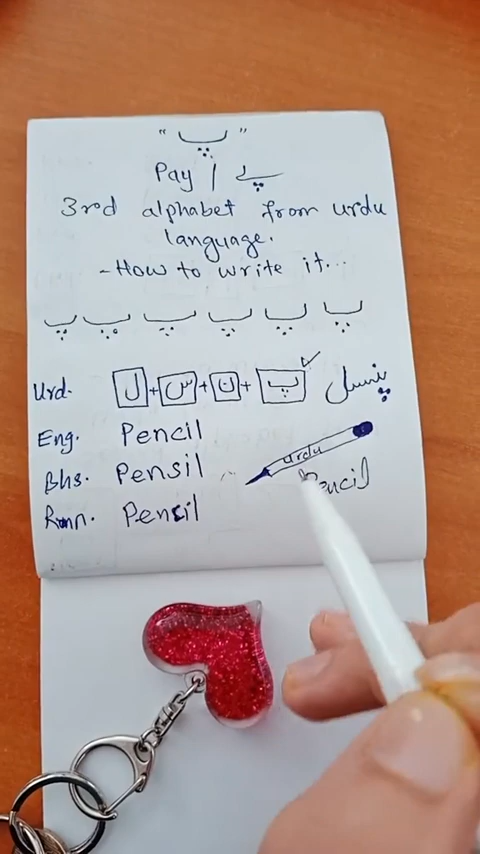 "پ"
Pay / پے
3rd alphabet from urdu
language.
-How to write it...
پ پ پ پ پ پ
Urd. ل + س + ن + پ پنسل
Eng. Pencil
Bhs. Pensil
urdu
Pencil
Rmn. Pensil